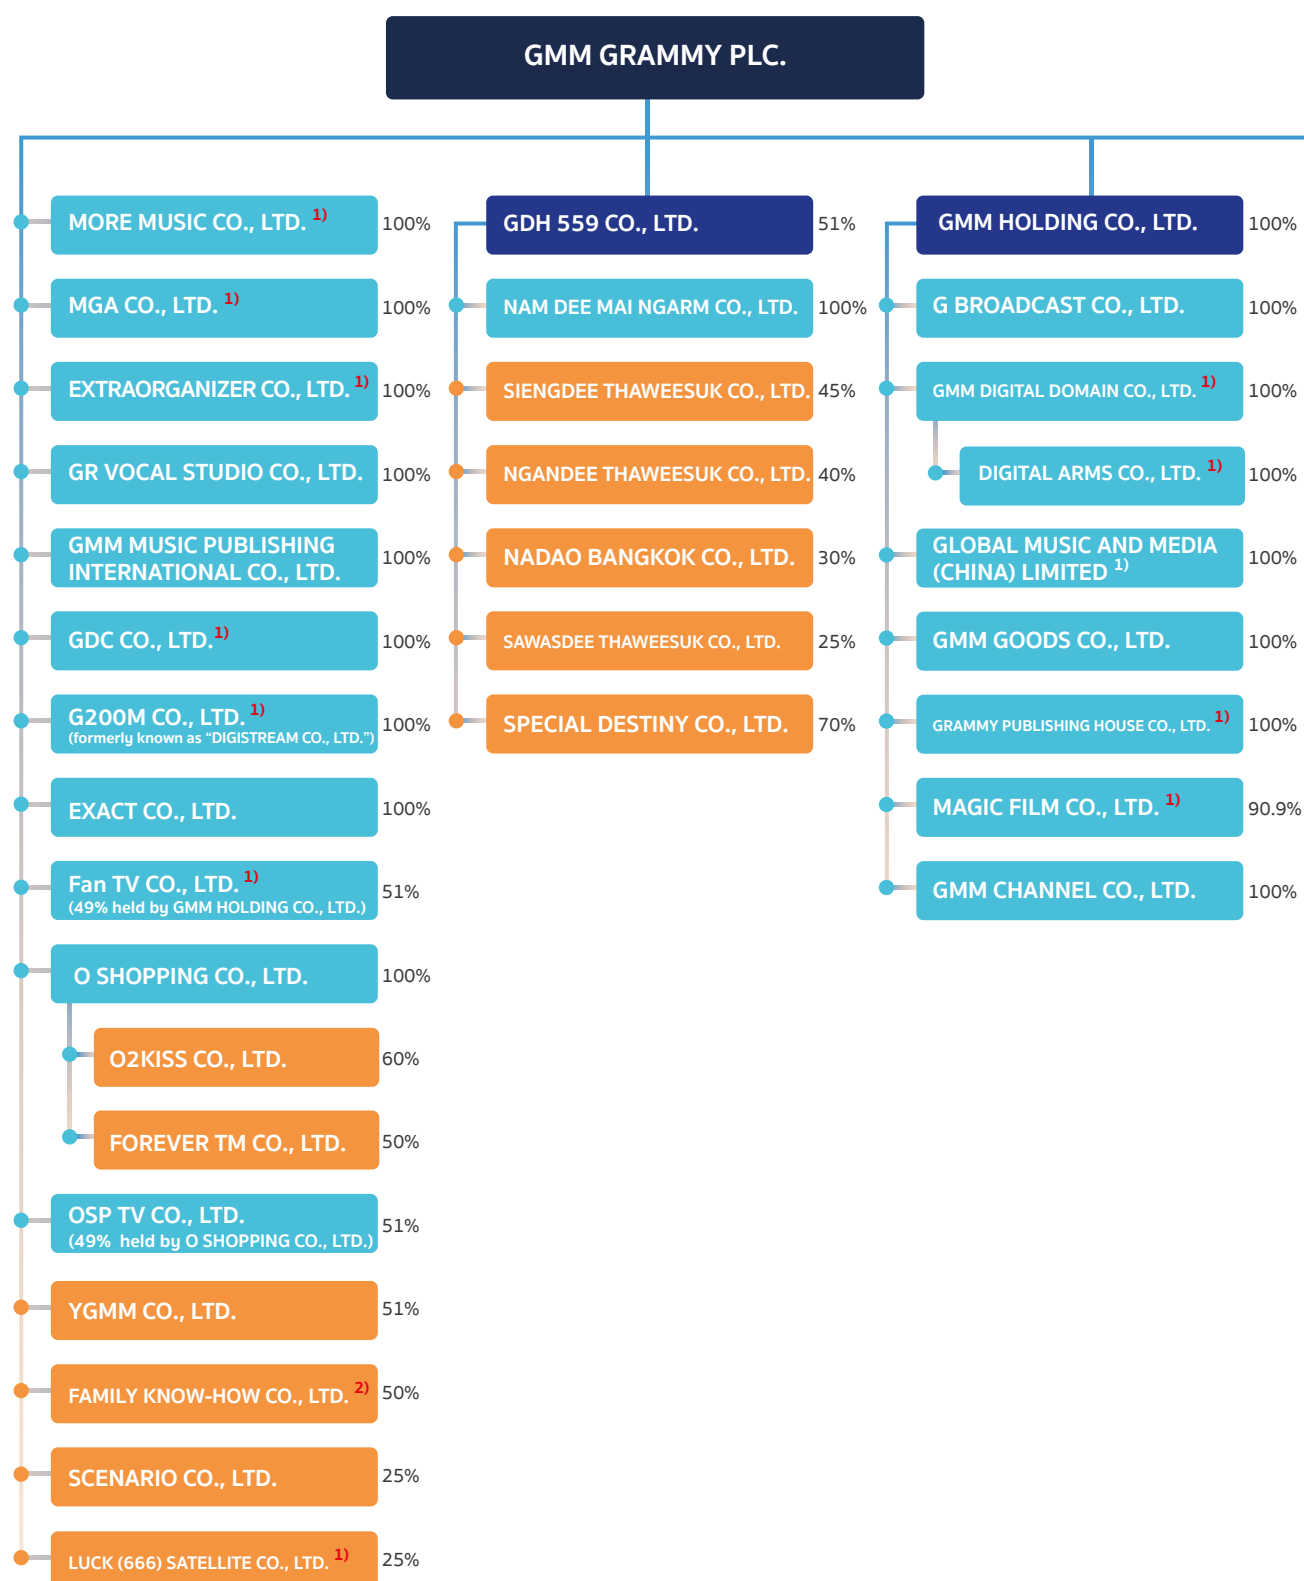 GMM GRAMMY PLC.
MORE MUSIC CO., LTD. 1)
100%
MGA CO., LTD. 1)
100%
EXTRAORGANIZER CO., LTD. 1)
100%
GR VOCAL STUDIO CO., LTD.
100%
GMM MUSIC PUBLISHING
INTERNATIONAL CO., LTD.
100%
GDC CO., LTD. 1)
100%
G200M CO., LTD. 1)
(formerly known as “DIGISTREAM CO., LTD.”)
100%
EXACT CO., LTD.
100%
Fan TV CO., LTD. 1)
(49% held by GMM HOLDING CO., LTD.)
51%
O SHOPPING CO., LTD.
100%
O2KISS CO., LTD.
60%
FOREVER TM CO., LTD.
50%
OSP TV CO., LTD.
(49% held by O SHOPPING CO., LTD.)
51%
YGMM CO., LTD.
51%
FAMILY KNOW-HOW CO., LTD. 2)
50%
SCENARIO CO., LTD.
25%
LUCK (666) SATELLITE CO., LTD. 1)
25%
GDH 559 CO., LTD.
51%
NAM DEE MAI NGARM CO., LTD.
100%
SIENGDEE THAWEESUK CO., LTD.
45%
NGANDEE THAWEESUK CO., LTD.
40%
NADAO BANGKOK CO., LTD.
30%
SAWASDEE THAWEESUK CO., LTD.
25%
SPECIAL DESTINY CO., LTD.
70%
GMM HOLDING CO., LTD.
100%
G BROADCAST CO., LTD.
100%
GMM DIGITAL DOMAIN CO., LTD. 1)
100%
DIGITAL ARMS CO., LTD. 1)
100%
GLOBAL MUSIC AND MEDIA
(CHINA) LIMITED 1)
100%
GMM GOODS CO., LTD.
100%
GRAMMY PUBLISHING HOUSE CO., LTD. 1)
100%
MAGIC FILM CO., LTD. 1)
90.9%
GMM CHANNEL CO., LTD.
100%